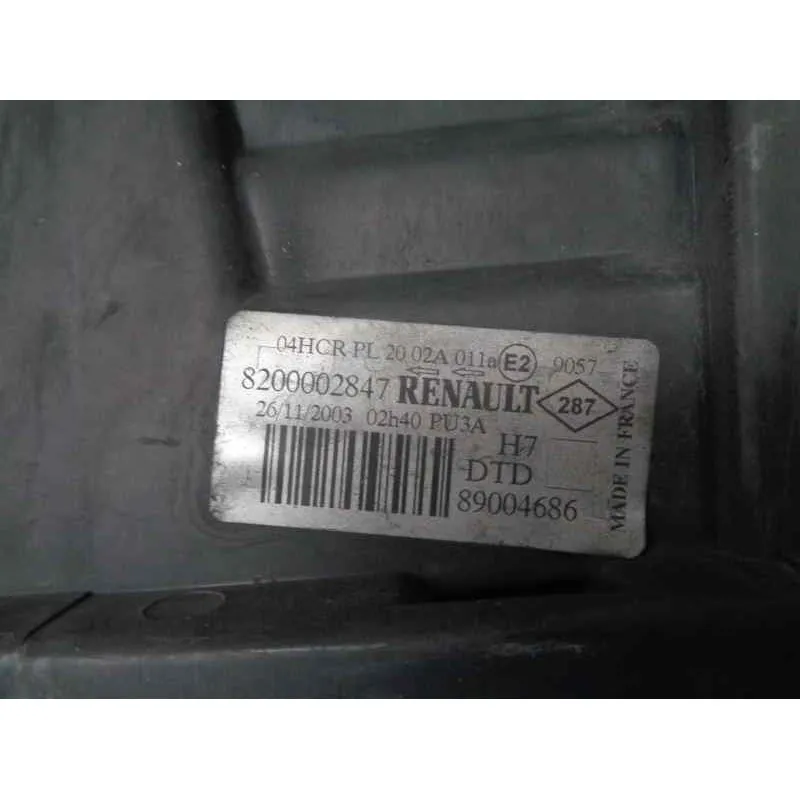 04HCR PL 20 02A 011a E2 9057
8200002847 RENAULT 287
26/11/2003 02h40 PU3A
H7
DTD
89004686
MADE IN FRANCE